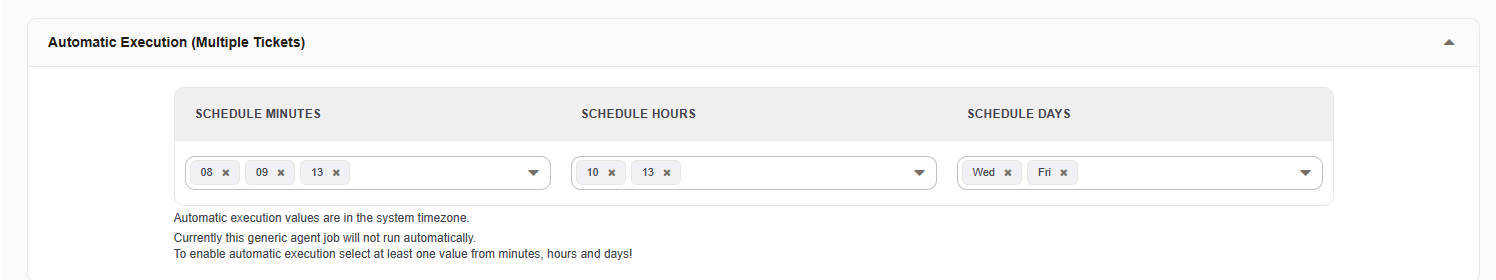 Automatic Execution (Multiple Tickets)
SCHEDULE MINUTES SCHEDULE HOURS SCHEDULE DAYS
08 × 09 × 13 × 10 × 13 × Wed × Fri ×
Automatic execution values are in the system timezone.
Currently this generic agent job will not run automatically.
To enable automatic execution select at least one value from minutes, hours and days!